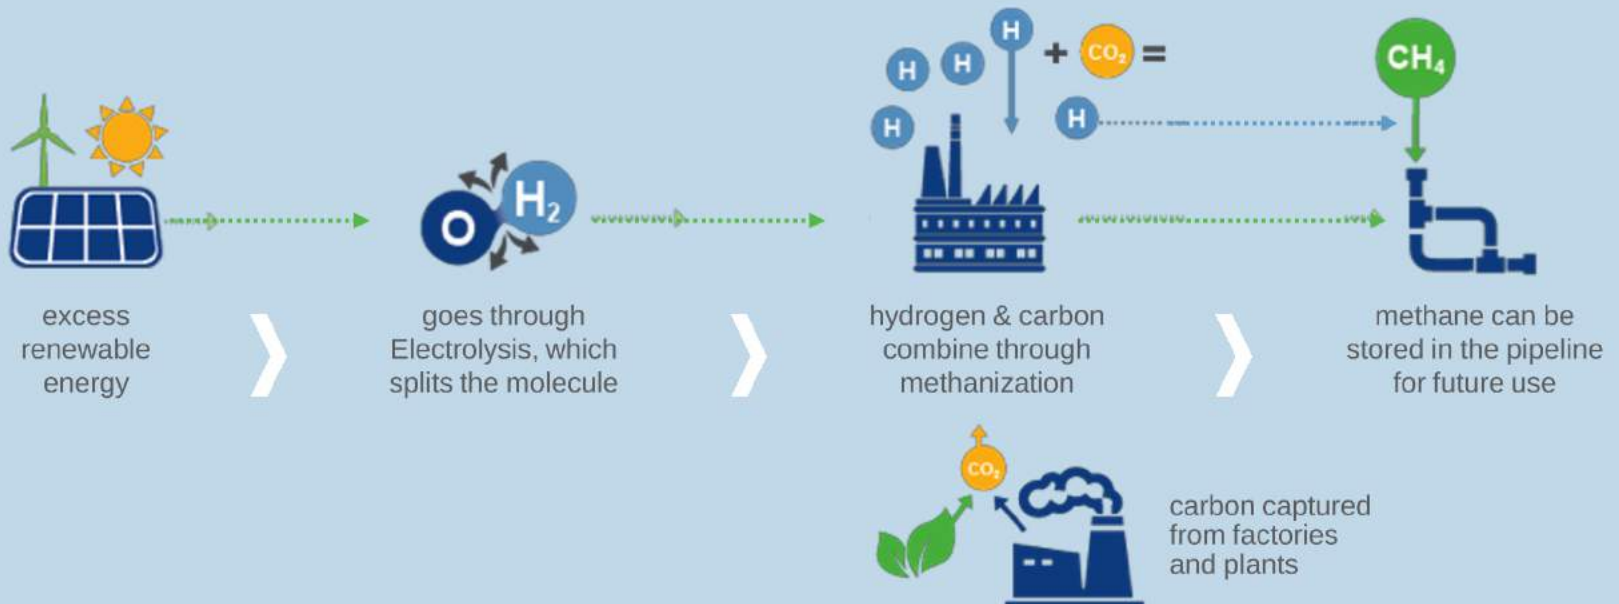 H
H
H
+ CO₂ =
H
H
CH₄
O
H₂
excess
renewable
energy
goes through
Electrolysis, which
splits the molecule
hydrogen & carbon
combine through
methanization
methane can be
stored in the pipeline
for future use
CO₂
carbon captured
from factories
and plants